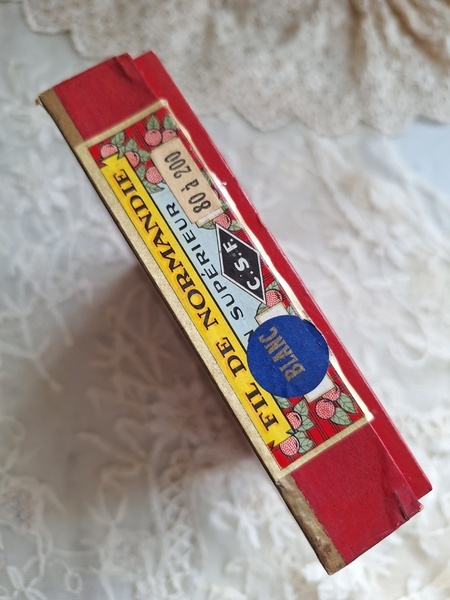 FIL DE NORMANDIE
SUPÉRIEUR
80 à 200
C.S.F.
BLANC